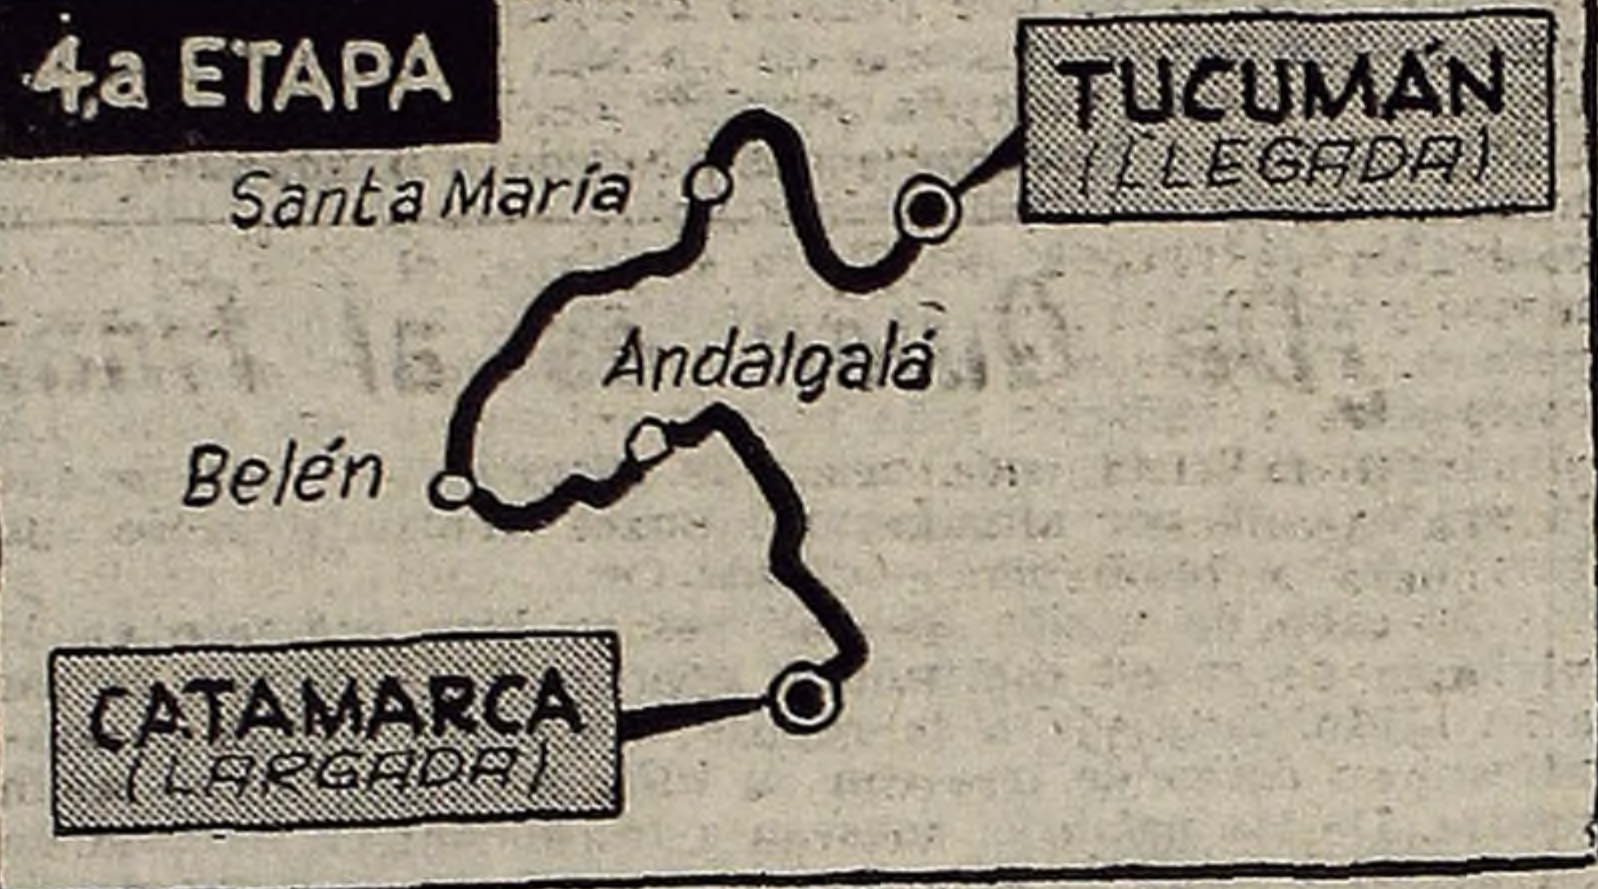 4.a ETAPA
TUCUMÁN
(LLEGADA)
Santa María
Andalgalá
Belén
CATAMARCA
(LARGADA)